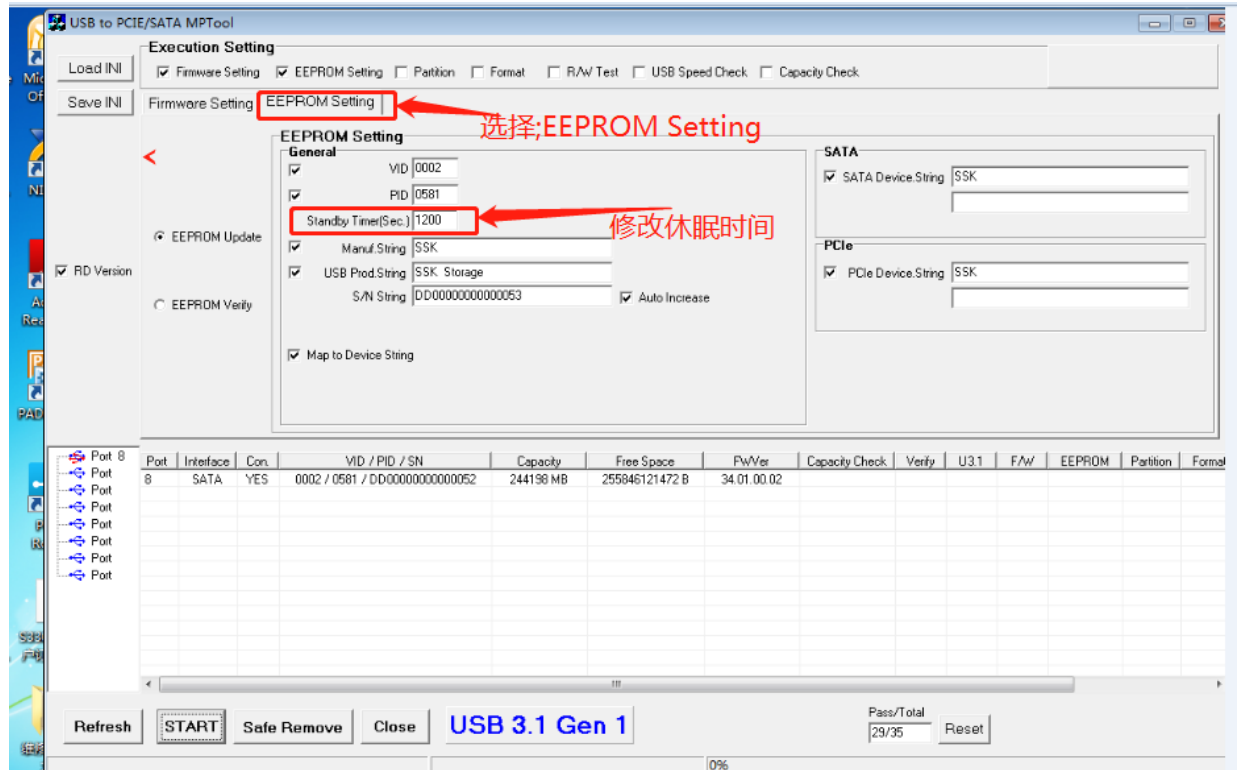 USB to PCIE/SATA MPTool
Execution Setting
Load INI
Firmware Setting EEPROM Setting Partition Format R/W Test USB Speed Check Capacity Check
Save INI
Firmware Setting EEPROM Setting
选择;EEPROM Setting
EEPROM Setting
General
SATA
<
VID 0002
SATA Device.String SSK
PID 0581
Standby Timer(Sec.) 1200
修改休眠时间
EEPROM Update
Manuf.String SSK
PCIe
RD Version
USB Prod.String SSK Storage
PCIe Device.String SSK
EEPROM Verify
S/N String DD00000000000053 Auto Increase
Map to Device String
Port 8
Port
Port
Port
Port
Port
Port
Port
Port Interface Con. VID / PID / SN Capacity Free Space FWVer Capacity Check Verify U3.1 F/W EEPROM Partition Format
8 SATA YES 0002 / 0581 / DD00000000000052 244198 MB 255846121472 B 34.01.00.02
Refresh START Safe Remove Close USB 3.1 Gen 1
Pass/Total
29/35 Reset
0%